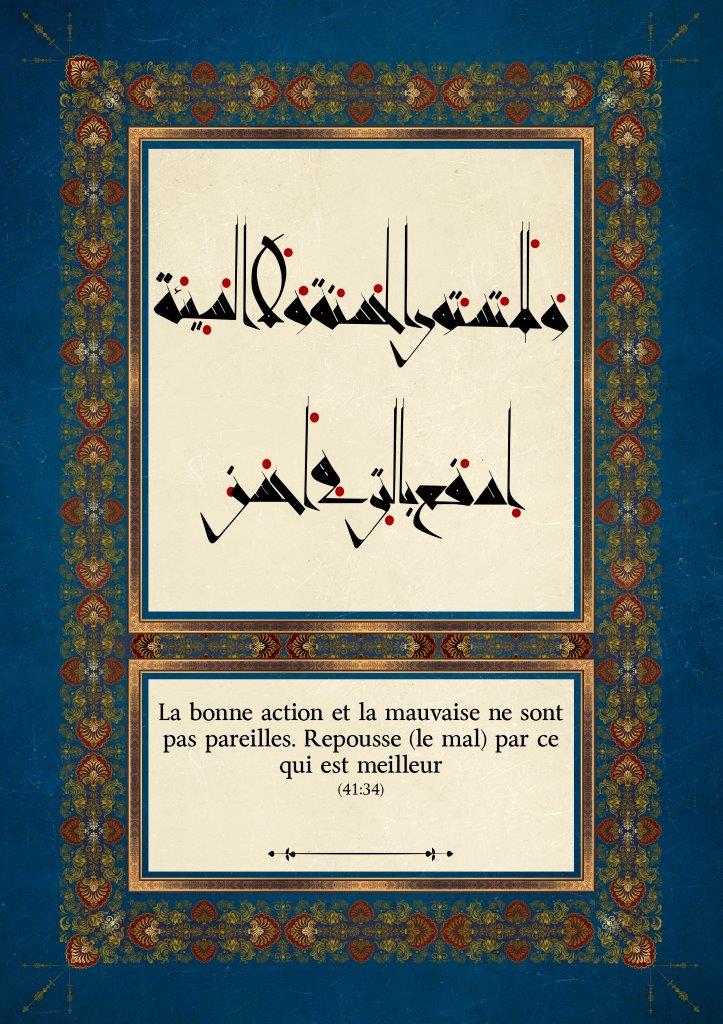 ولا تستوي الحسنة ولا السيئة
ادفع بالتي هي احسن
La bonne action et la mauvaise ne sont
pas pareilles. Repousse (le mal) par ce
qui est meilleur
(41:34)